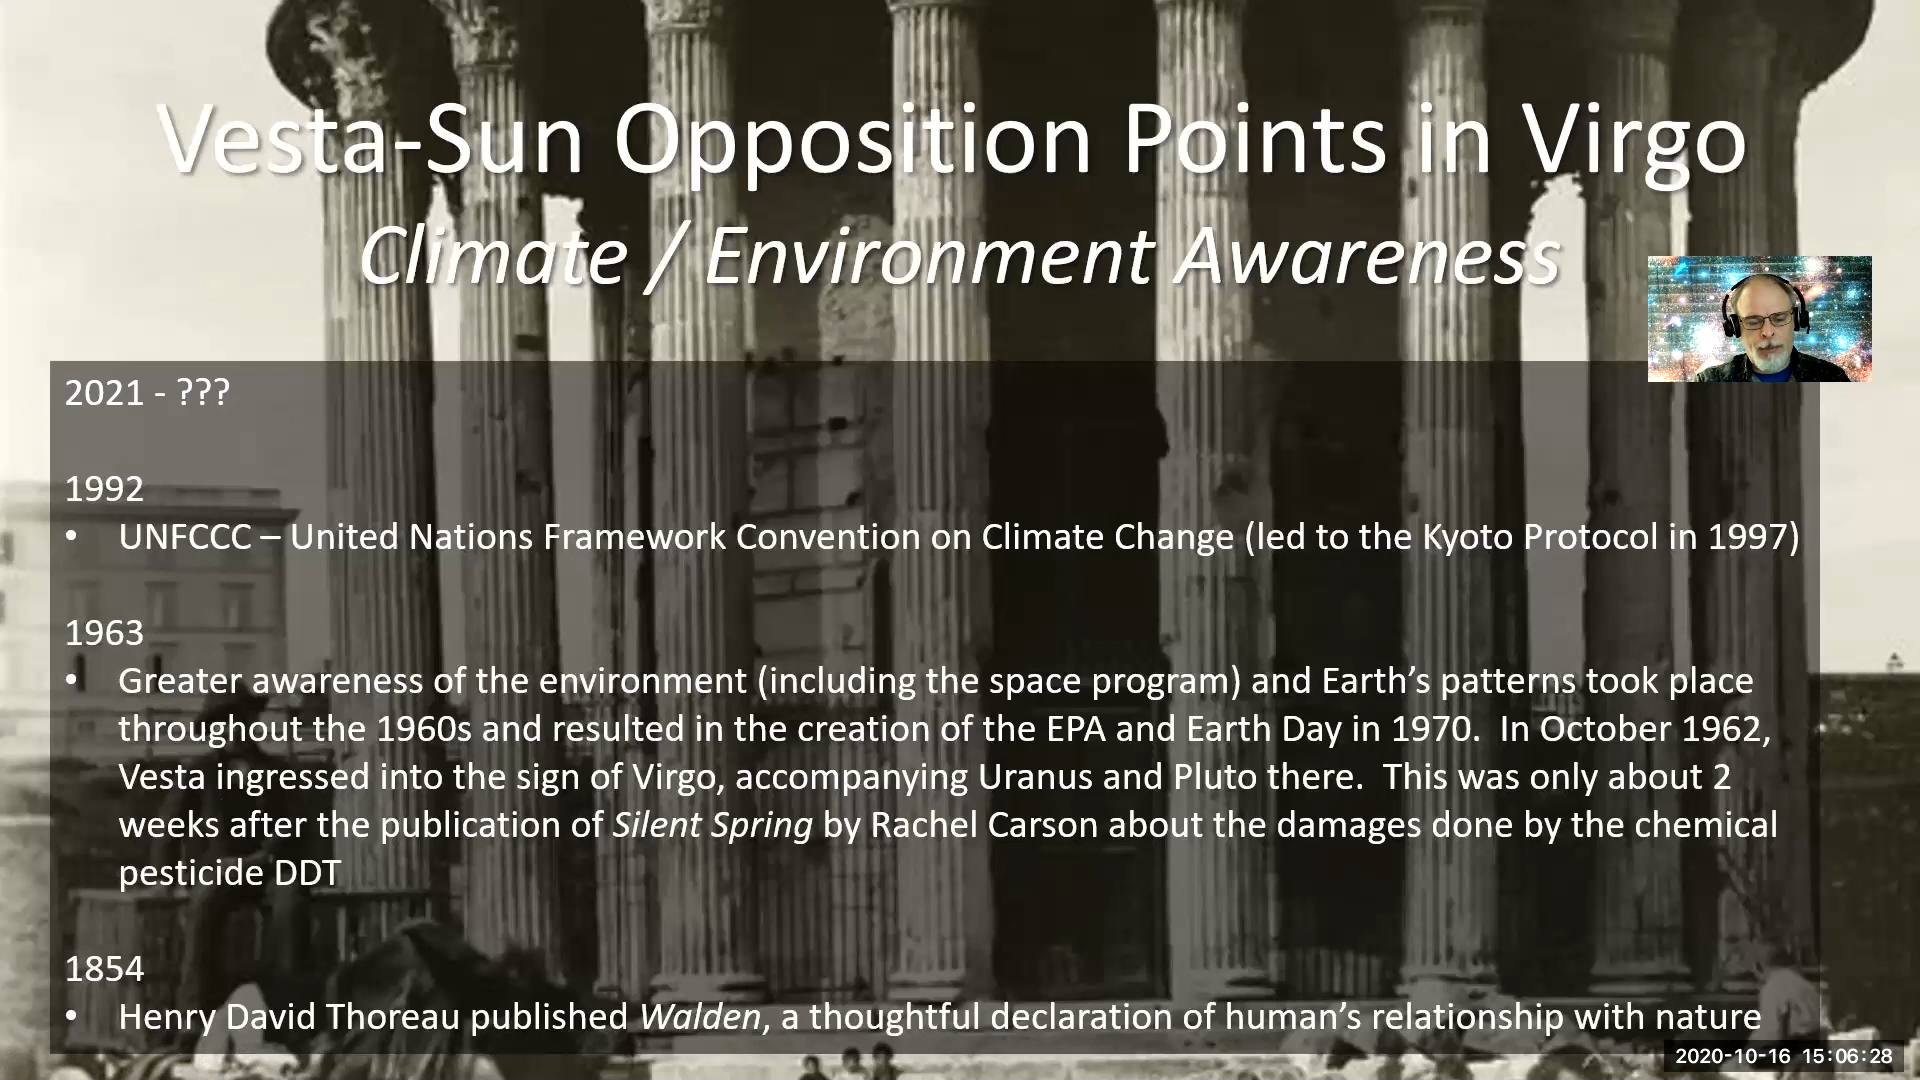 Vesta-Sun Opposition Points in Virgo
Climate / Environment Awareness
2021 - ???
1992
• UNFCCC – United Nations Framework Convention on Climate Change (led to the Kyoto Protocol in 1997)
1963
• Greater awareness of the environment (including the space program) and Earth’s patterns took place
throughout the 1960s and resulted in the creation of the EPA and Earth Day in 1970.  In October 1962,
Vesta ingressed into the sign of Virgo, accompanying Uranus and Pluto there.  This was only about 2
weeks after the publication of Silent Spring by Rachel Carson about the damages done by the chemical
pesticide DDT
1854
• Henry David Thoreau published Walden, a thoughtful declaration of human’s relationship with nature
2020-10-16 15:06:28